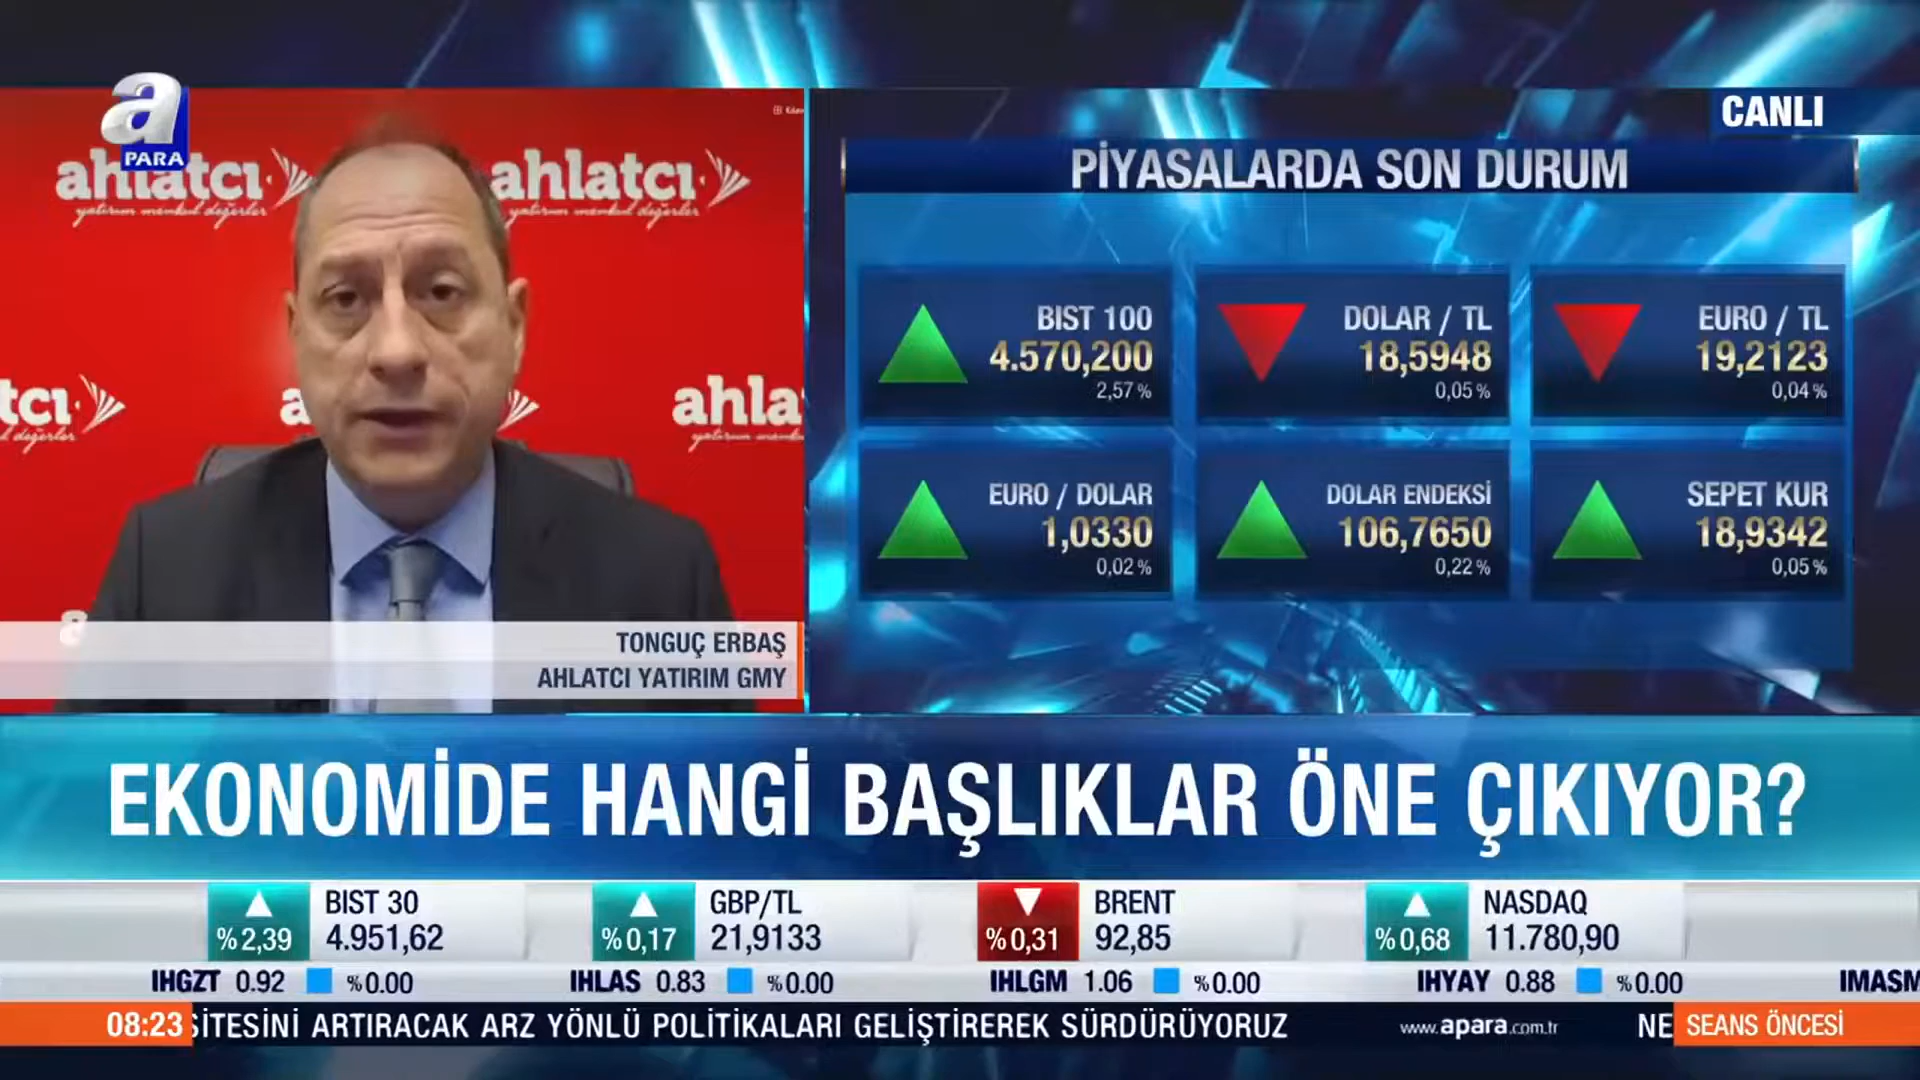 a
PARA
CANLI
PİYASALARDA SON DURUM
ahlatcı
yatırım menkul değerler
ahlatcı
yatırım menkul değerler
tcı
değerler
a
ahla
yatırım menku
a
BIST 100
4.570,200
2,57 %
DOLAR / TL
18,5948
0,05 %
EURO / TL
19,2123
0,04 %
EURO / DOLAR
1,0330
0,02 %
DOLAR ENDEKSİ
106,7650
0,22 %
SEPET KUR
18,9342
0,05 %
TONGUÇ ERBAŞ
AHLATCI YATIRIM GMY
EKONOMİDE HANGİ BAŞLIKLAR ÖNE ÇIKIYOR?
%2,39 BIST 30 4.951,62
%0,17 GBP/TL 21,9133
%0,31 BRENT 92,85
%0,68 NASDAQ 11.780,90
IHGZT 0.92 %0.00 IHLAS 0.83 %0.00 IHLGM 1.06 %0.00 IHYAY 0.88 %0.00 IMASM
08:23 SİTESİNİ ARTIRACAK ARZ YÖNLÜ POLİTİKALARI GELİŞTİREREK SÜRDÜRÜYORUZ www.apara.com.tr NE SEANS ÖNCESİ